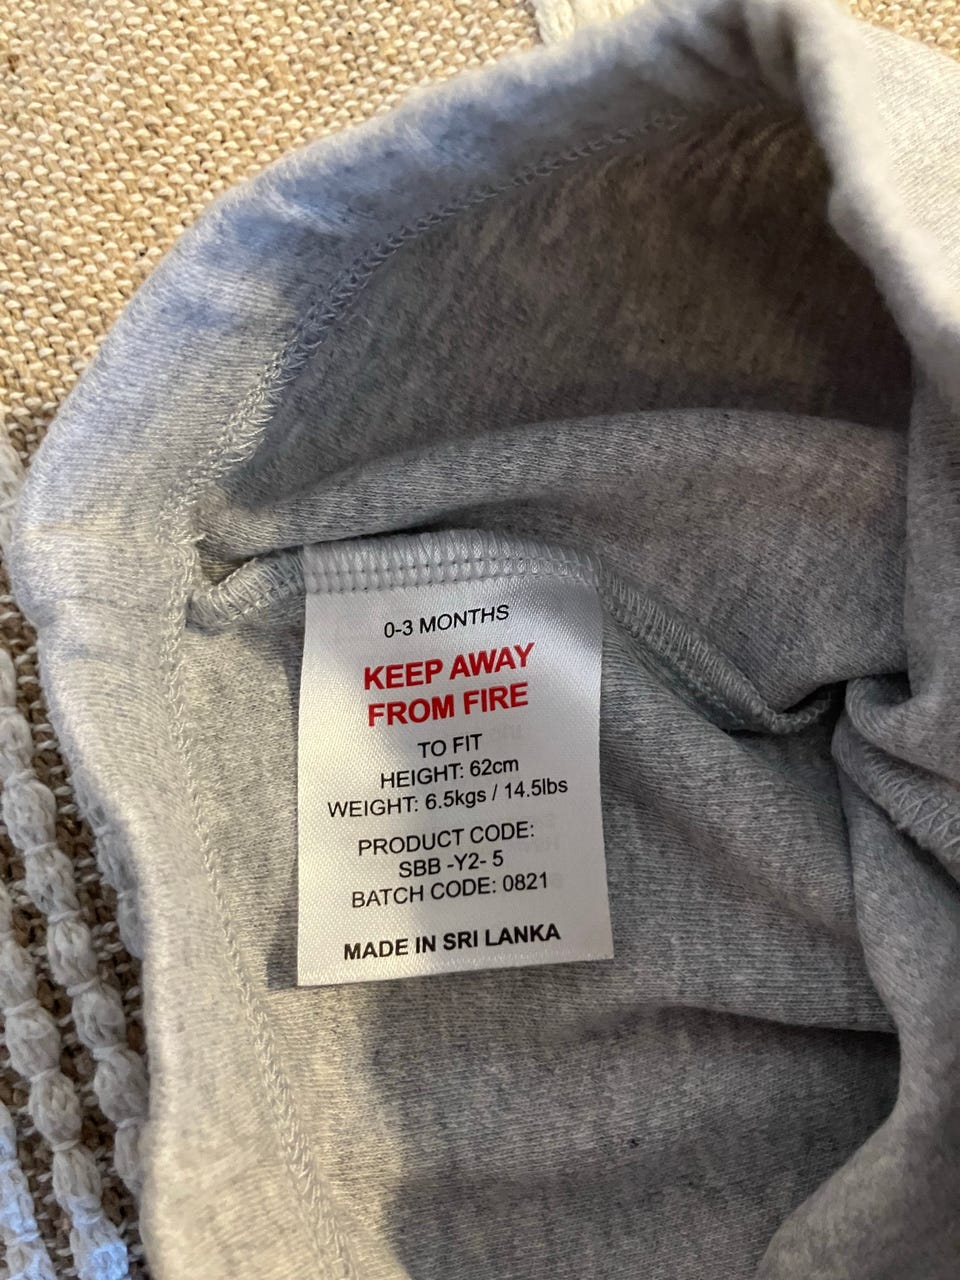 0-3 MONTHS
KEEP AWAY
FROM FIRE
TO FIT
HEIGHT: 62cm
WEIGHT: 6.5kgs / 14.5lbs
PRODUCT CODE:
SBB -Y2- 5
BATCH CODE: 0821
MADE IN SRI LANKA